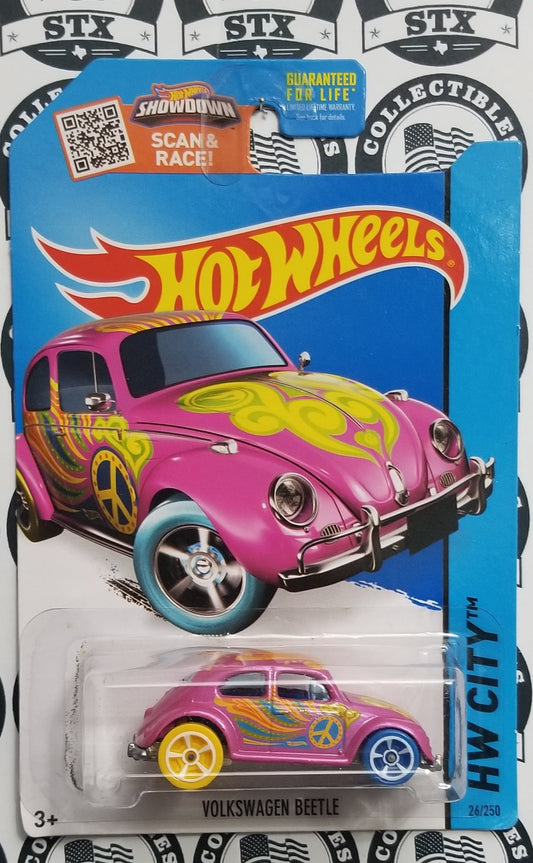 STX
STX
COLLECTIBLES
HOT WHEELS
SHOWDOWN
SCAN &
RACE!
GUARANTEED
FOR LIFE*
LIMITED LIFETIME WARRANTY.
See back for details.
HOT WHEELS®
HW CITY™
26/250
VOLKSWAGEN BEETLE
3+